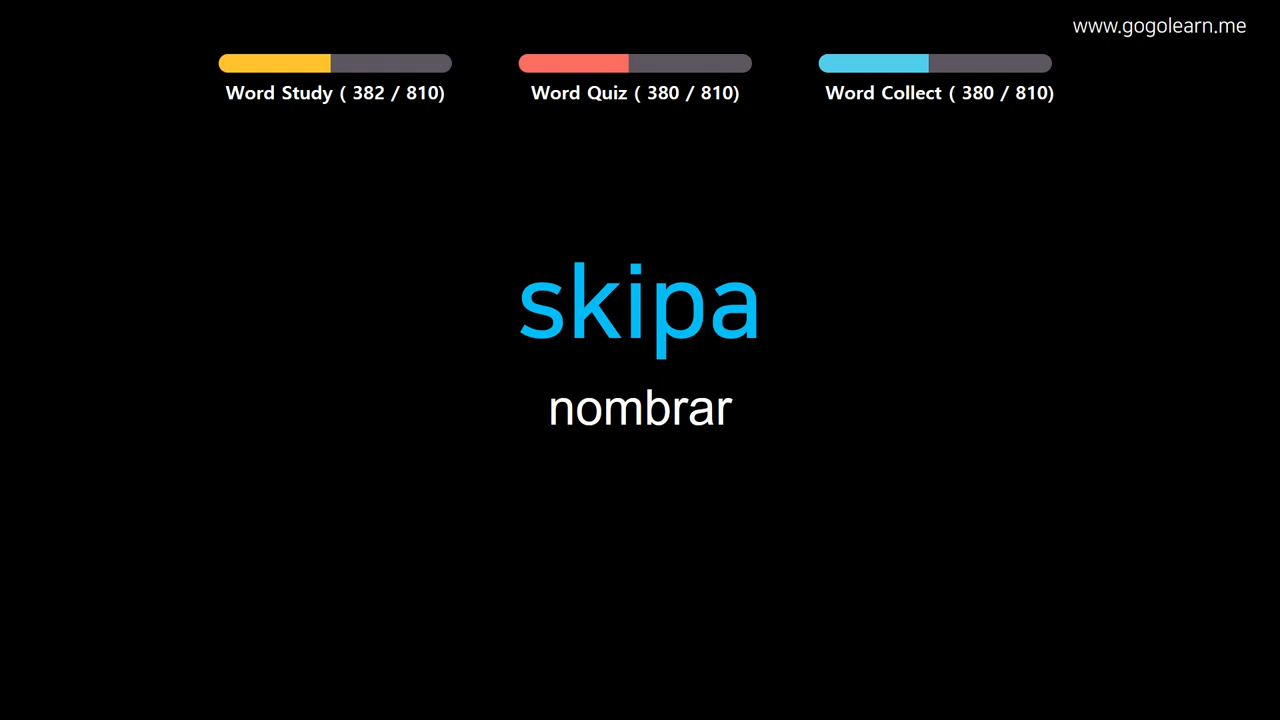 www.gogolearn.me
Word Study ( 382 / 810)
Word Quiz ( 380 / 810)
Word Collect ( 380 / 810)
skipa
nombrar